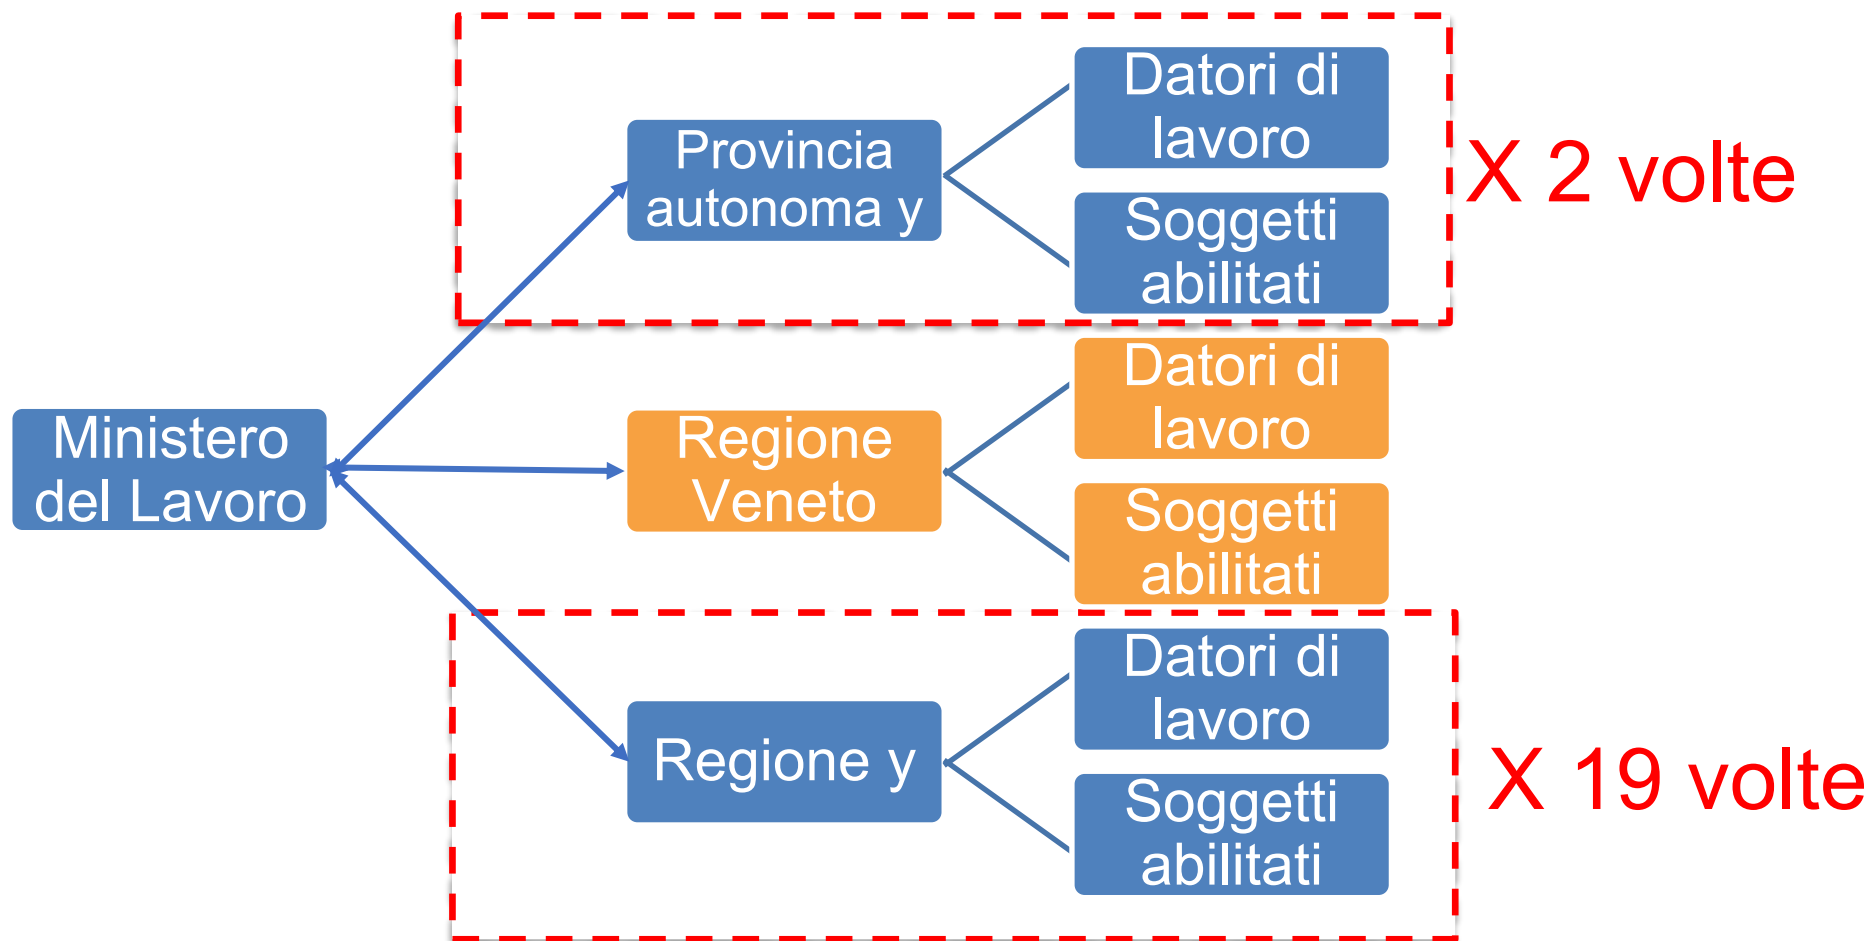 Datori di
lavoro
Provincia
autonoma y
Soggetti
abilitati
X 2 volte
Ministero
del Lavoro
Regione
Veneto
Datori di
lavoro
Soggetti
abilitati
Regione y
Datori di
lavoro
Soggetti
abilitati
X 19 volte